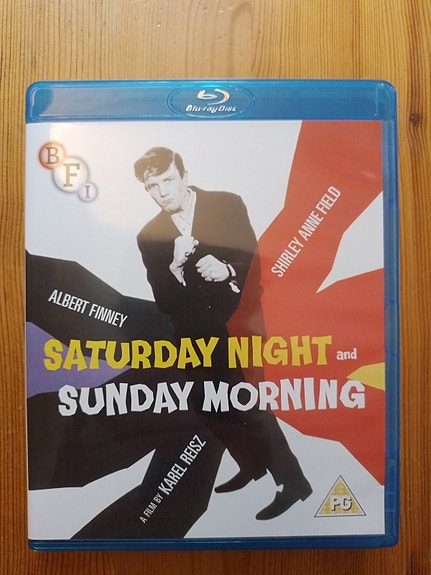 Blu-ray Disc
BFI
SHIRLEY ANNE FIELD
ALBERT FINNEY
SATURDAY NIGHT and
SUNDAY MORNING
A FILM BY KAREL REISZ
PG